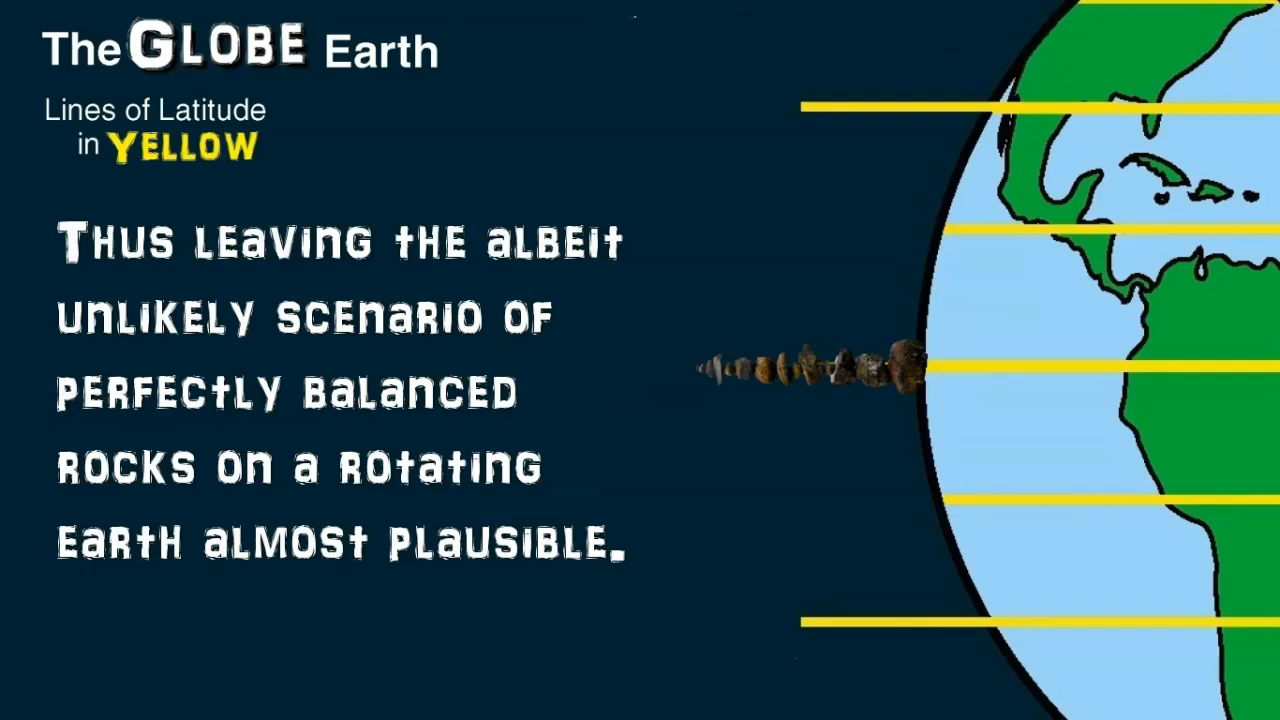 The GLOBE Earth
Lines of Latitude
in YELLOW
THUS LEAVING THE ALBEIT
UNLIKELY SCENARIO OF
PERFECTLY BALANCED
ROCKS ON A ROTATING
EARTH ALMOST PLAUSIBLE.